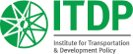 ITDP
Institute for Transportation
& Development Policy